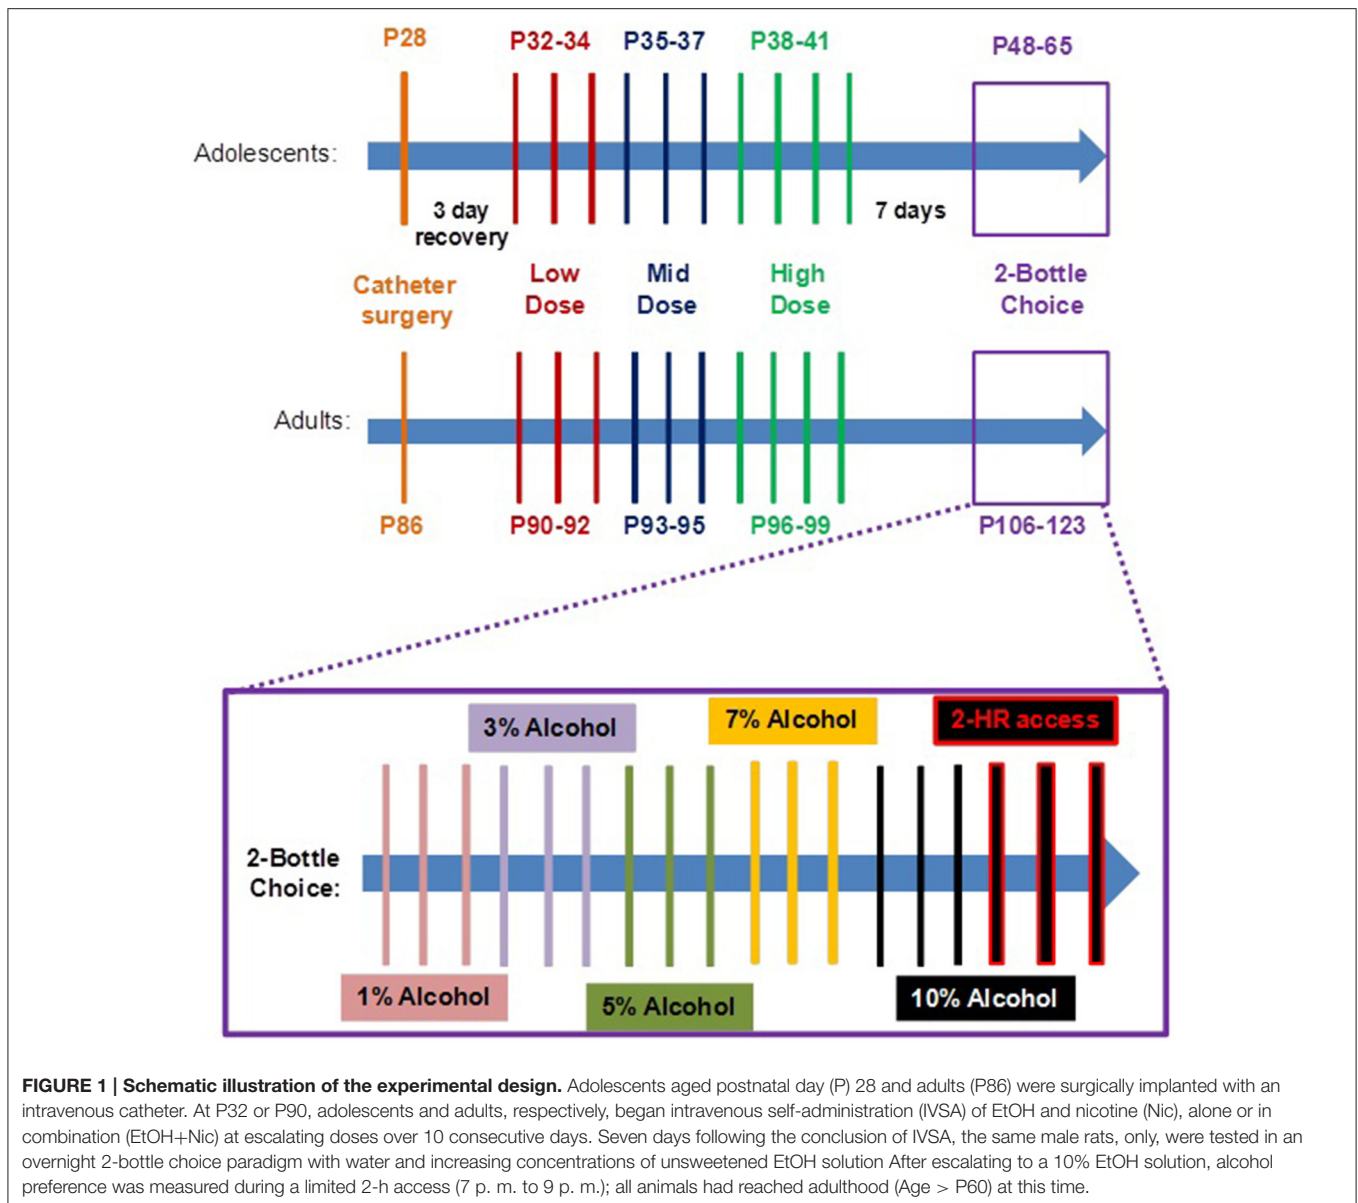 P28
P32-34
P35-37
P38-41
P48-65
Adolescents:
3 day
recovery
7 days
Catheter
surgery
Low
Dose
Mid
Dose
High
Dose
2-Bottle
Choice
Adults:
P86
P90-92
P93-95
P96-99
P106-123
3% Alcohol
7% Alcohol
2-HR access
2-Bottle
Choice:
1% Alcohol
5% Alcohol
10% Alcohol
FIGURE 1 | Schematic illustration of the experimental design. Adolescents aged postnatal day (P) 28 and adults (P86) were surgically implanted with an
intravenous catheter. At P32 or P90, adolescents and adults, respectively, began intravenous self-administration (IVSA) of EtOH and nicotine (Nic), alone or in
combination (EtOH+Nic) at escalating doses over 10 consecutive days. Seven days following the conclusion of IVSA, the same male rats, only, were tested in an
overnight 2-bottle choice paradigm with water and increasing concentrations of unsweetened EtOH solution After escalating to a 10% EtOH solution, alcohol
preference was measured during a limited 2-h access (7 p. m. to 9 p. m.); all animals had reached adulthood (Age > P60) at this time.